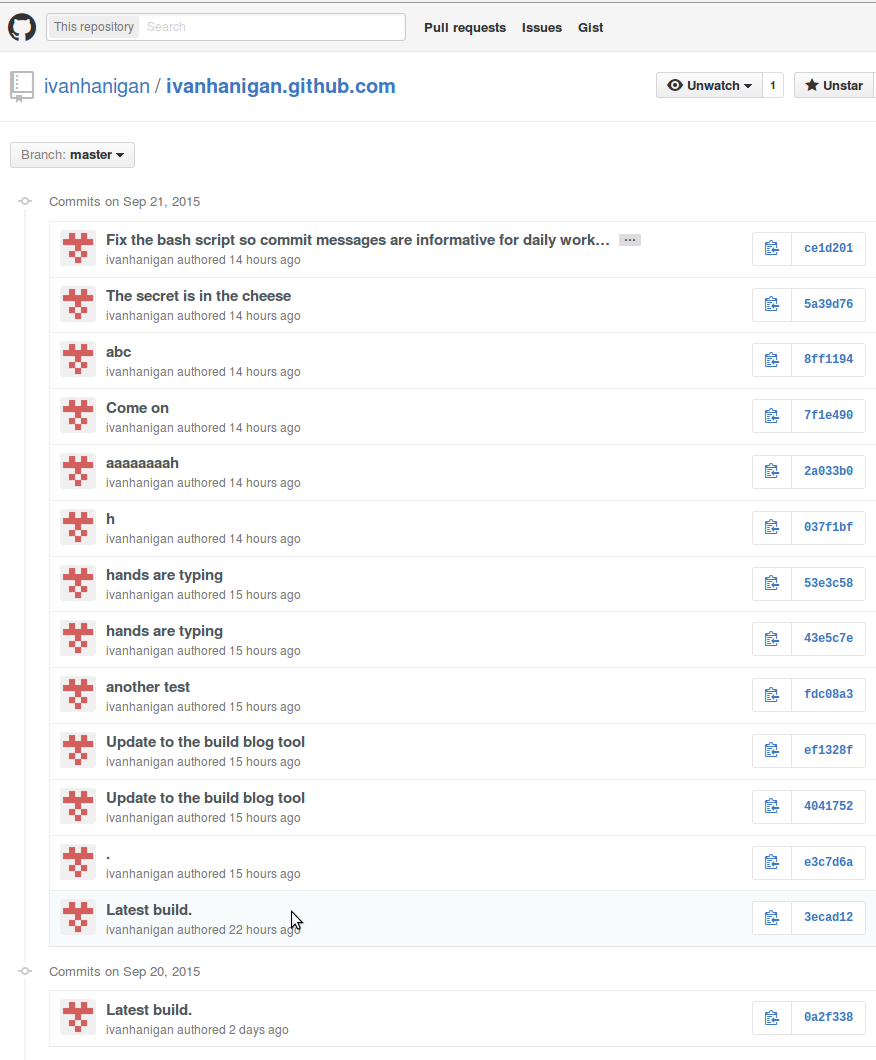 This repository Search Pull requests Issues Gist
ivanhanigan / ivanhanigan.github.com Unwatch 1 Unstar
Branch: master
Commits on Sep 21, 2015
Fix the bash script so commit messages are informative for daily work… …
ivanhanigan authored 14 hours ago ce1d201
The secret is in the cheese
ivanhanigan authored 14 hours ago 5a39d76
abc
ivanhanigan authored 14 hours ago 8ff1194
Come on
ivanhanigan authored 14 hours ago 7f1e490
aaaaaaaah
ivanhanigan authored 14 hours ago 2a033b0
h
ivanhanigan authored 14 hours ago 037f1bf
hands are typing
ivanhanigan authored 15 hours ago 53e3c58
hands are typing
ivanhanigan authored 15 hours ago 43e5c7e
another test
ivanhanigan authored 15 hours ago fdc08a3
Update to the build blog tool
ivanhanigan authored 15 hours ago ef1328f
Update to the build blog tool
ivanhanigan authored 15 hours ago 4041752
.
ivanhanigan authored 15 hours ago e3c7d6a
Latest build.
ivanhanigan authored 22 hours ago 3ecad12
Commits on Sep 20, 2015
Latest build.
ivanhanigan authored 2 days ago 0a2f338